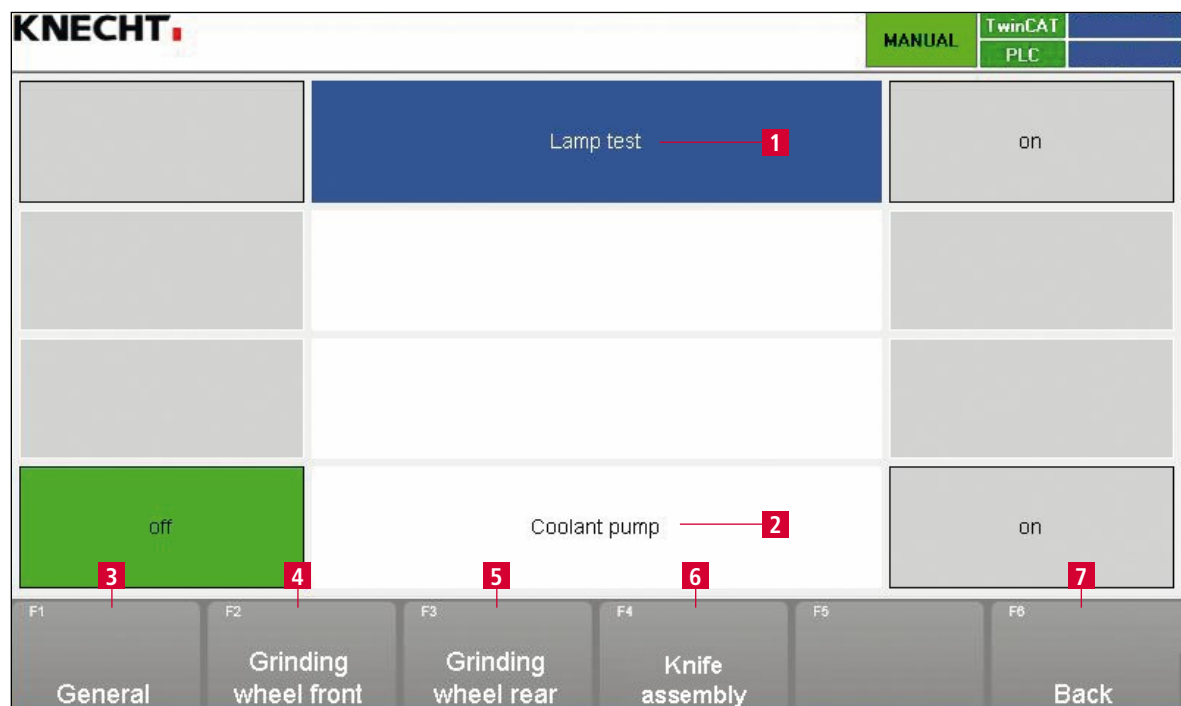 KNECHT
MANUAL
TwinCAT
PLC
Lamp test
1
on
off
Coolant pump
2
on
3
4
5
6
7
F1
F2
F3
F4
F5
F6
General
Grinding
wheel front
Grinding
wheel rear
Knife
assembly
Back